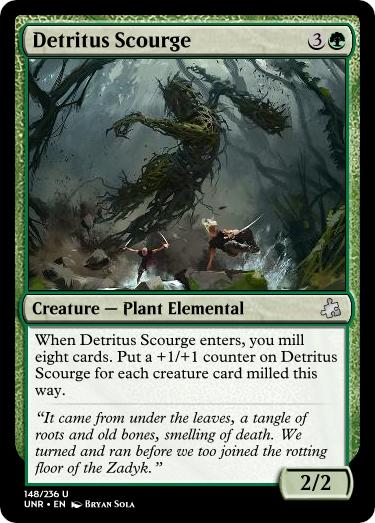 Detritus Scourge 3
Creature — Plant Elemental
When Detritus Scourge enters, you mill
eight cards. Put a +1/+1 counter on Detritus
Scourge for each creature card milled this
way.
“It came from under the leaves, a tangle of
roots and old bones, smelling of death. We
turned and ran before we too joined the rotting
floor of the Zadyk.”
2/2
148/236 U
UNR • EN Bryan Sola